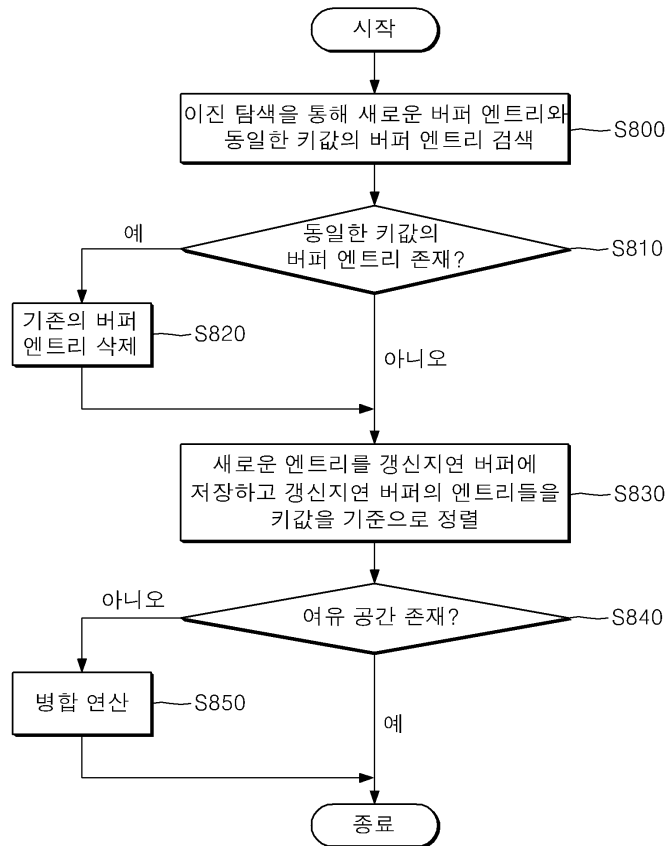 시작
이진 탐색을 통해 새로운 버퍼 엔트리와
동일한 키값의 버퍼 엔트리 검색
S800
예
동일한 키값의
버퍼 엔트리 존재?
S810
기존의 버퍼
엔트리 삭제
S820
아니오
새로운 엔트리를 갱신지연 버퍼에
저장하고 갱신지연 버퍼의 엔트리들을
키값을 기준으로 정렬
S830
아니오
여유 공간 존재?
S840
병합 연산
S850
예
종료